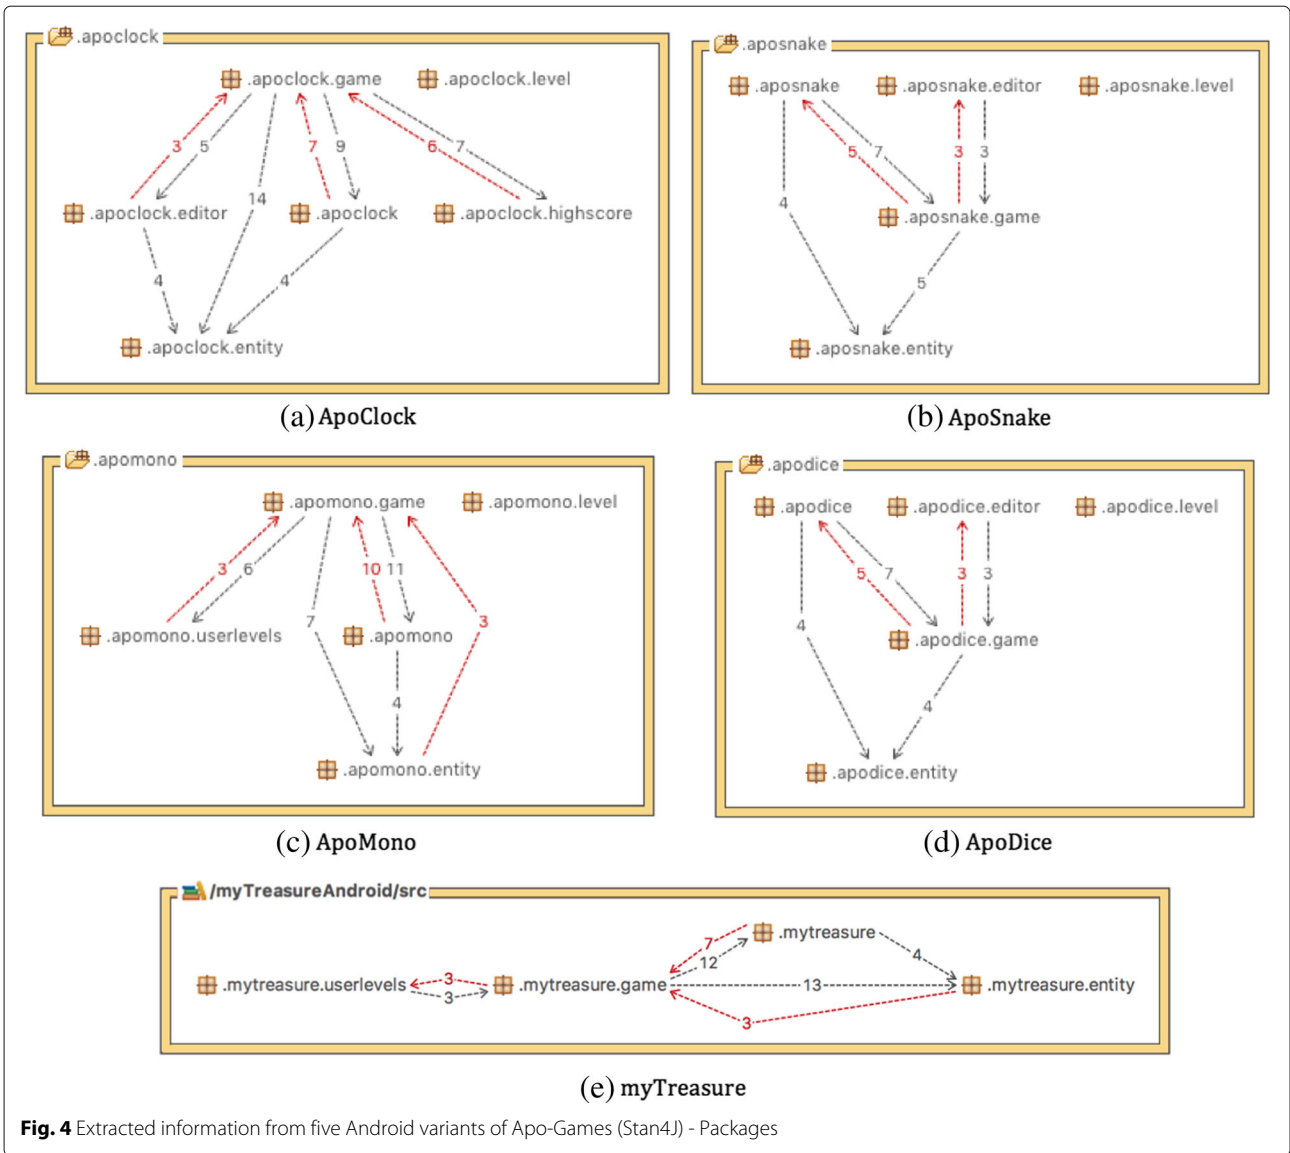 .apoclock
.apoclock.game
.apoclock.level
3
5
14
7
9
6
7
.apoclock.editor
.apoclock
.apoclock.highscore
4
4
.apoclock.entity
(a) ApoClock
.aposnake
.aposnake
.aposnake.editor
.aposnake.level
5
7
3
3
4
.aposnake.game
5
.aposnake.entity
(b) ApoSnake
.apomono
.apomono.game
.apomono.level
3
6
10
11
7
3
.apomono.userlevels
.apomono
4
.apomono.entity
(c) ApoMono
.apodice
.apodice
.apodice.editor
.apodice.level
5
7
3
3
4
.apodice.game
4
.apodice.entity
(d) ApoDice
/myTreasureAndroid/src
.mytreasure
7
12
4
.mytreasure.userlevels
3
3
.mytreasure.game
13
.mytreasure.entity
3
(e) myTreasure
Fig. 4 Extracted information from five Android variants of Apo-Games (Stan4J) - Packages